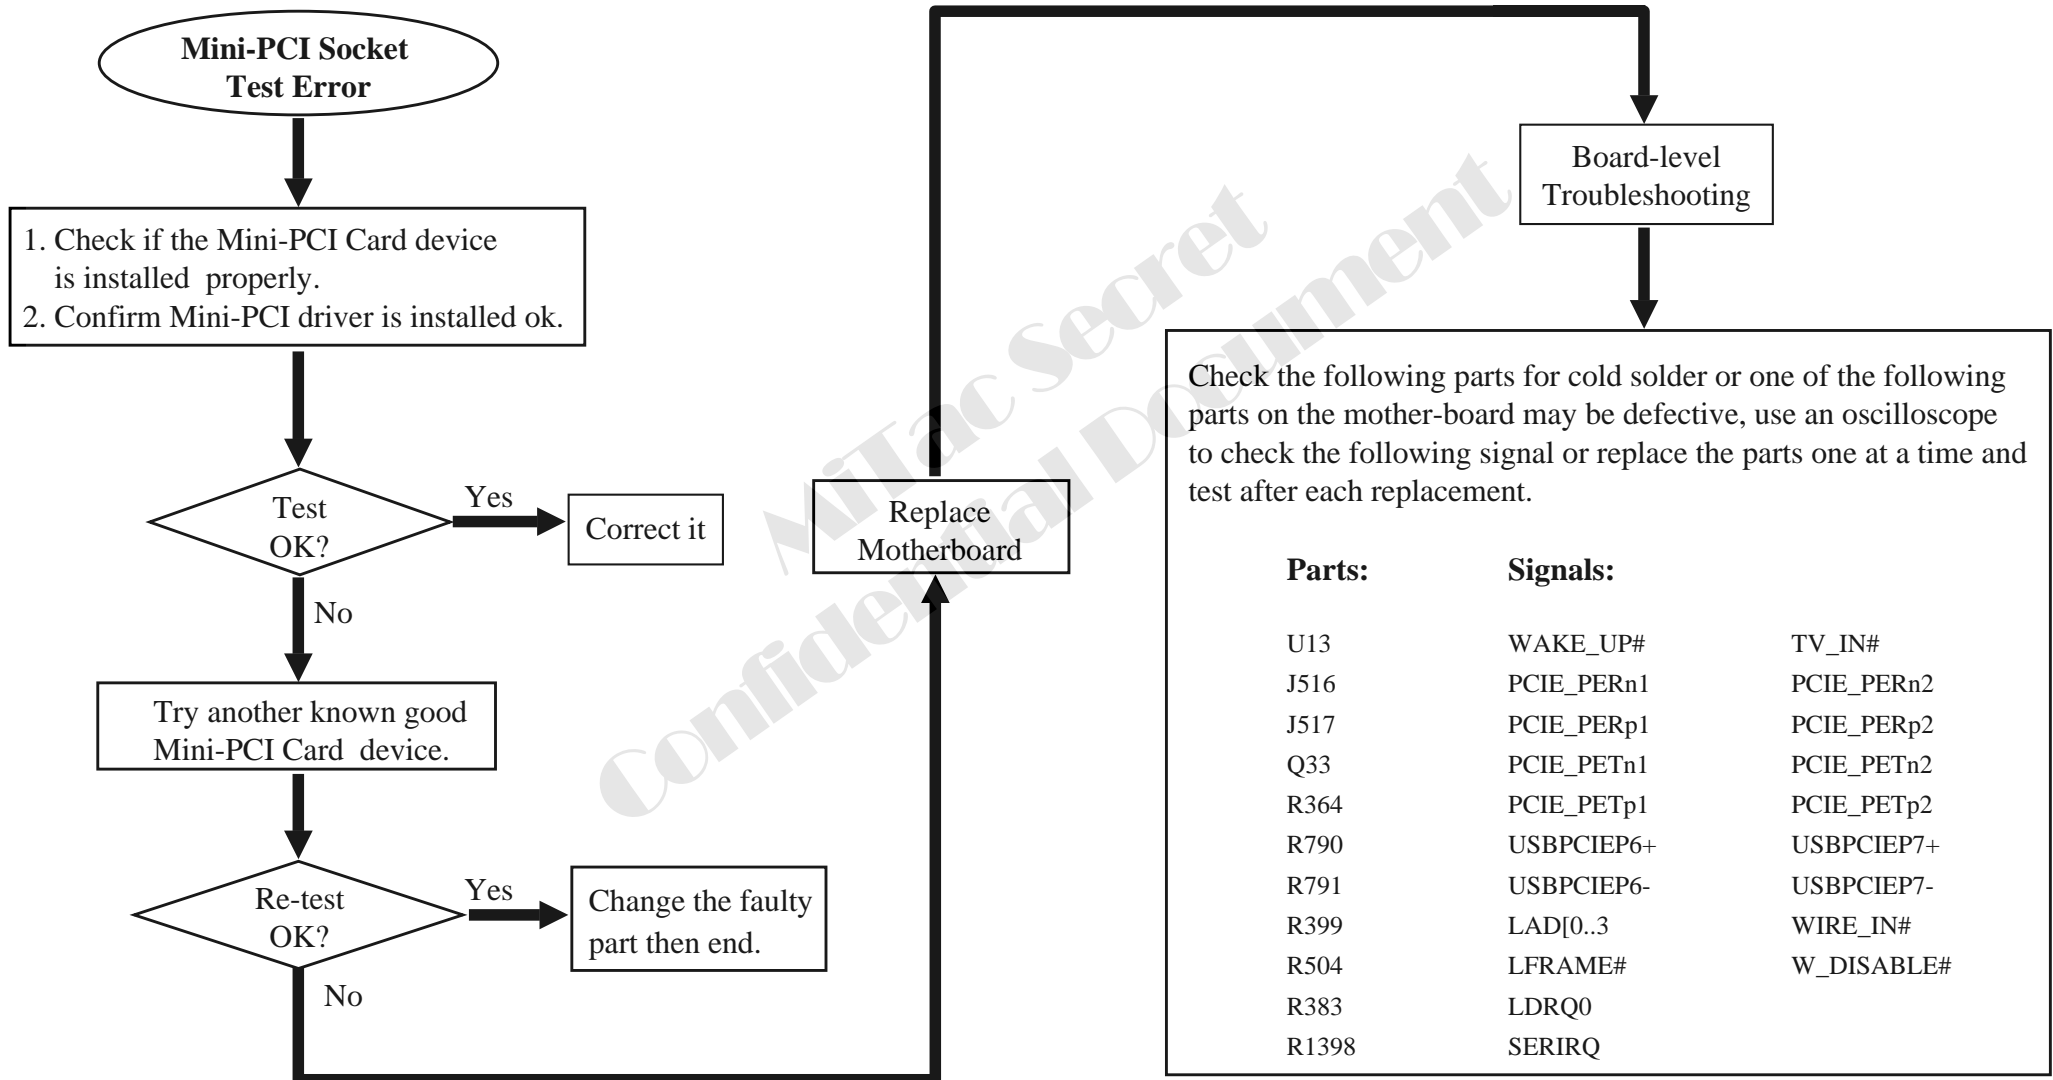 Mini-PCI Socket
Test Error
1. Check if the Mini-PCI Card device
is installed properly.
2. Confirm Mini-PCI driver is installed ok.
Test
OK?
Yes
Correct it
No
Try another known good
Mini-PCI Card device.
Re-test
OK?
Yes
Change the faulty
part then end.
No
Replace
Motherboard
Board-level
Troubleshooting
Check the following parts for cold solder or one of the following
parts on the mother-board may be defective, use an oscilloscope
to check the following signal or replace the parts one at a time and
test after each replacement.
Parts: Signals:
U13 WAKE_UP# TV_IN#
J516 PCIE_PERn1 PCIE_PERn2
J517 PCIE_PERp1 PCIE_PERp2
Q33 PCIE_PETn1 PCIE_PETn2
R364 PCIE_PETp1 PCIE_PETp2
R790 USBPCIEP6+ USBPCIEP7+
R791 USBPCIEP6- USBPCIEP7-
R399 LAD[0..3 WIRE_IN#
R504 LFRAME# W_DISABLE#
R383 LDRQ0
R1398 SERIRQ
MiTac Secret
Confidential Document